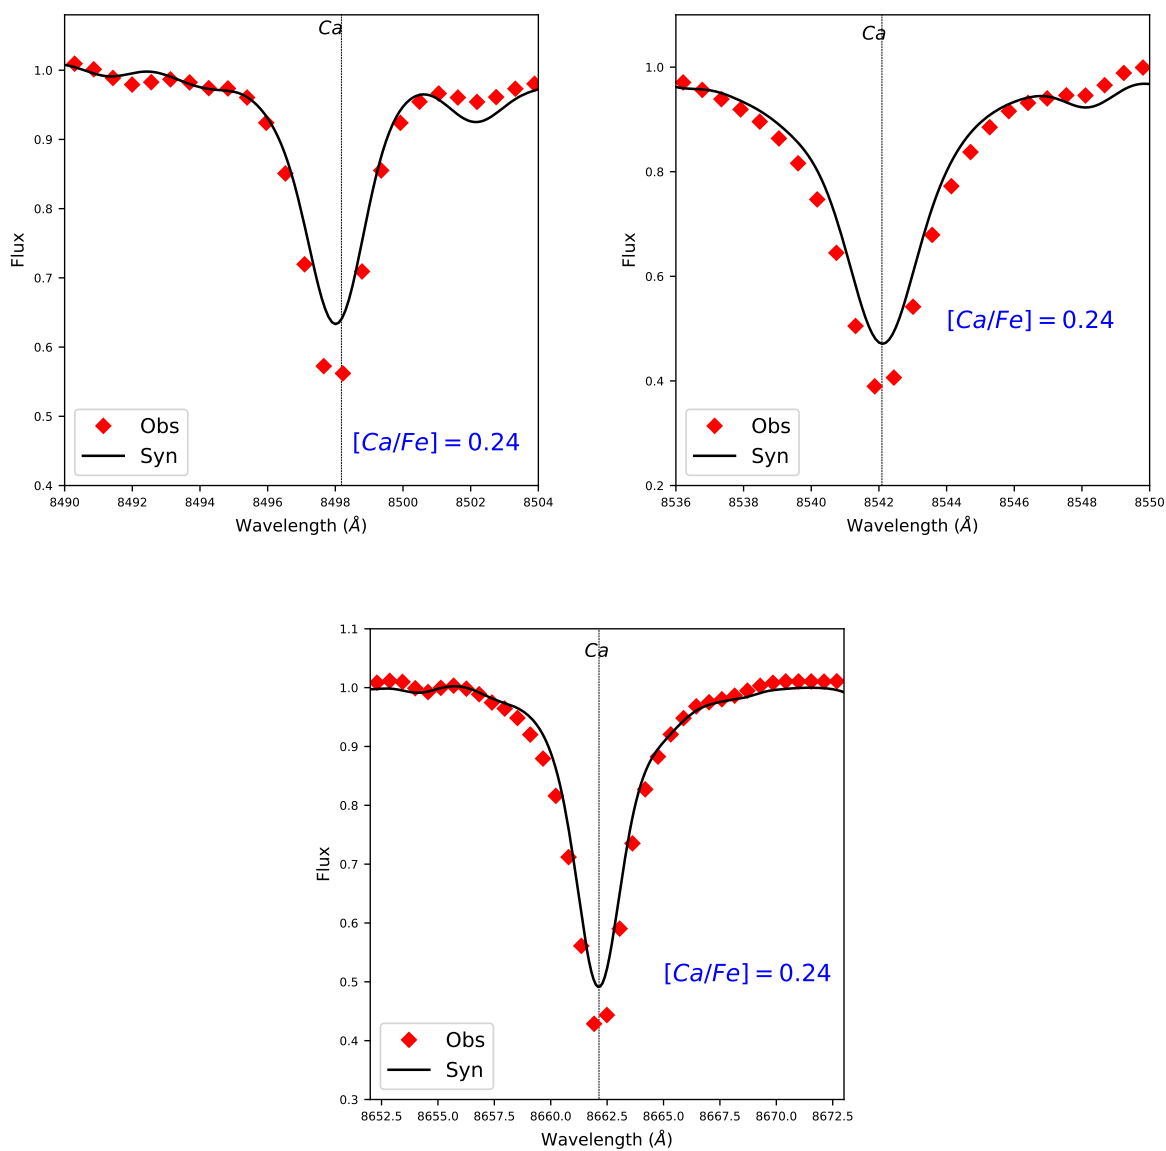 Ca
1.0
0.9
0.8
0.7
0.6
0.5
0.4
Flux
Obs
Syn
[Ca/Fe] = 0.24
8490 8492 8494 8496 8498 8500 8502 8504
Wavelength (Å)
Ca
1.0
0.8
0.6
0.4
0.2
Flux
[Ca/Fe] = 0.24
Obs
Syn
8536 8538 8540 8542 8544 8546 8548 8550
Wavelength (Å)
Ca
1.1
1.0
0.9
0.8
0.7
0.6
0.5
0.4
0.3
Flux
[Ca/Fe] = 0.24
Obs
Syn
8652.5 8655.0 8657.5 8660.0 8662.5 8665.0 8667.5 8670.0 8672.5
Wavelength (Å)